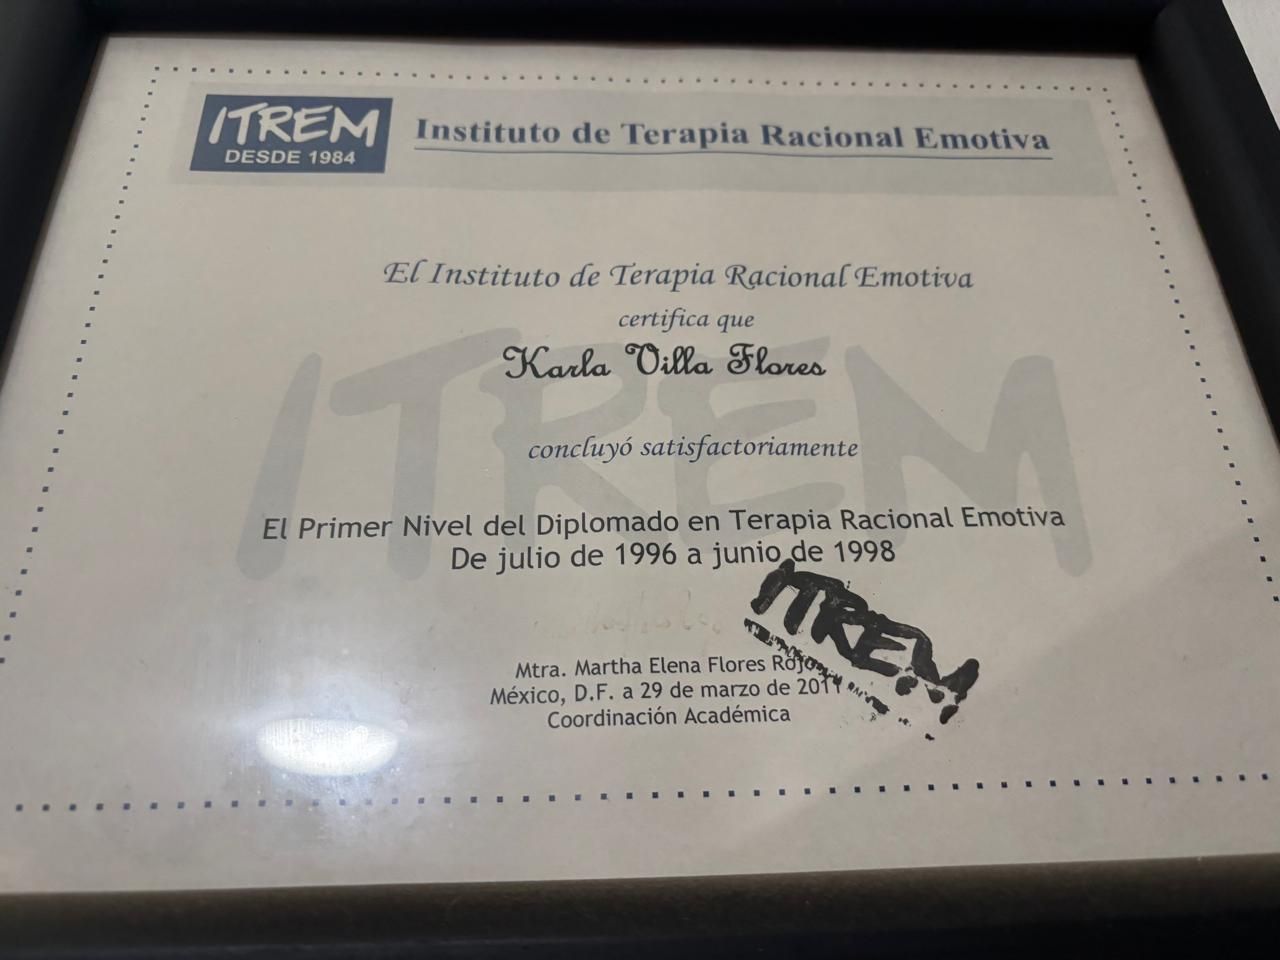 ITREM
DESDE 1984
Instituto de Terapia Racional Emotiva
El Instituto de Terapia Racional Emotiva
certifica que
Karla Villa Flores
concluyó satisfactoriamente
El Primer Nivel del Diplomado en Terapia Racional Emotiva
De julio de 1996 a junio de 1998
ITREM
Mtra. Martha Elena Flores Rojo
México, D.F. a 29 de marzo de 2011
Coordinación Académica
ITREM